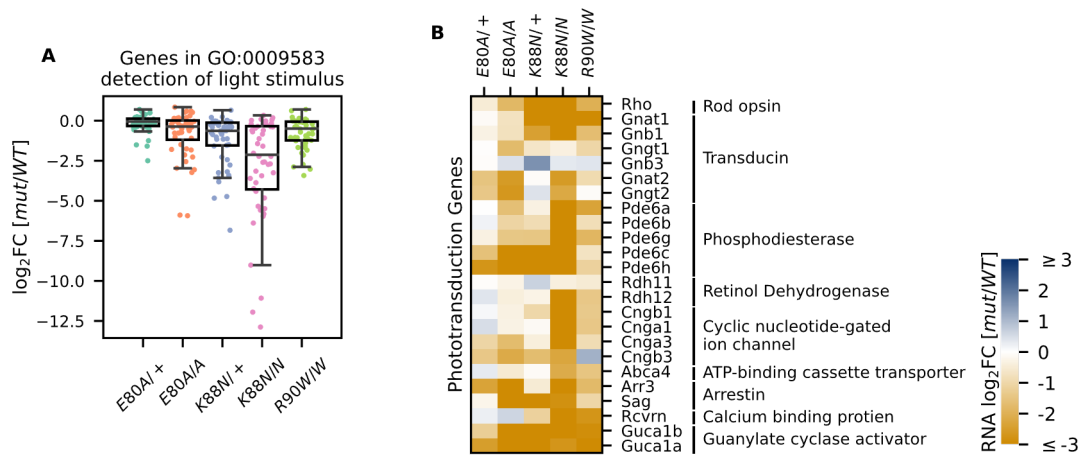 A
Genes in GO:0009583
detection of light stimulus
log₂FC [mut/WT]
0.0
−2.5
−5.0
−7.5
−10.0
−12.5
E80A/+
E80A/A
K88N/+
K88N/N
R90W/W
B
E80A/+
E80A/A
K88N/+
K88N/N
R90W/W
Phototransduction Genes
Rho
Gnat1
Gnb1
Gngt1
Gnb3
Gnat2
Gngt2
Pde6a
Pde6b
Pde6g
Pde6c
Pde6h
Rdh11
Rdh12
Cngb1
Cnga1
Cnga3
Cngb3
Abca4
Arr3
Sag
Rcvrn
Guca1b
Guca1a
Rod opsin
Transducin
Phosphodiesterase
Retinol Dehydrogenase
Cyclic nucleotide-gated
ion channel
ATP-binding cassette transporter
Arrestin
Calcium binding protien
Guanylate cyclase activator
RNA log₂FC [mut/WT]
≥ 3
2
1
0
-1
-2
≤ -3